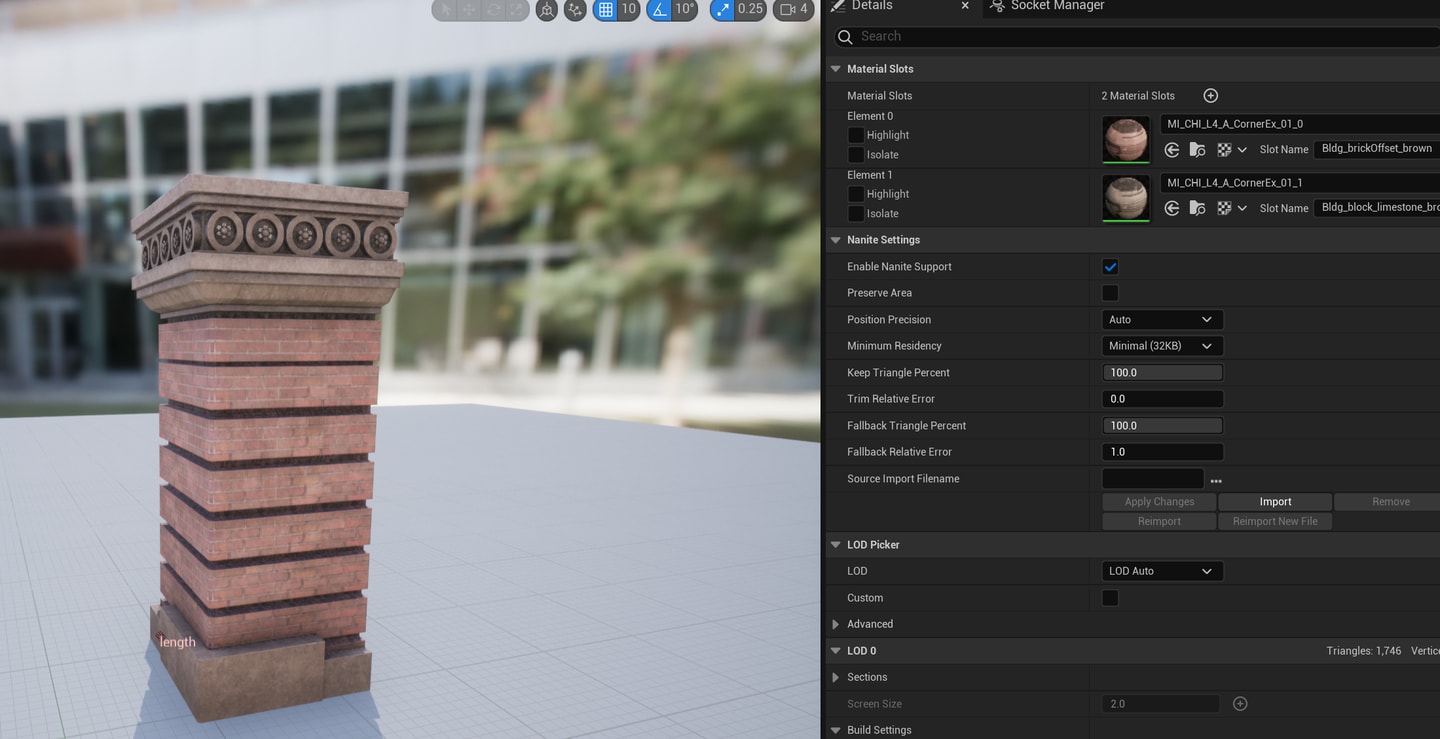 10
10°
0.25
4
length
Details
Socket Manager
Search
Material Slots
Material Slots
2 Material Slots
Element 0
Highlight
Isolate
MI_CHI_L4_A_CornerEx_01_0
Slot Name
Bldg_brickOffset_brown
Element 1
Highlight
Isolate
MI_CHI_L4_A_CornerEx_01_1
Slot Name
Bldg_block_limestone_bro
Nanite Settings
Enable Nanite Support
Preserve Area
Position Precision
Auto
Minimum Residency
Minimal (32KB)
Keep Triangle Percent
100.0
Trim Relative Error
0.0
Fallback Triangle Percent
100.0
Fallback Relative Error
1.0
Source Import Filename
Apply Changes
Import
Remove
Reimport
Reimport New File
LOD Picker
LOD
LOD Auto
Custom
Advanced
LOD 0
Triangles: 1,746
Vertic
Sections
Screen Size
2.0
Build Settings